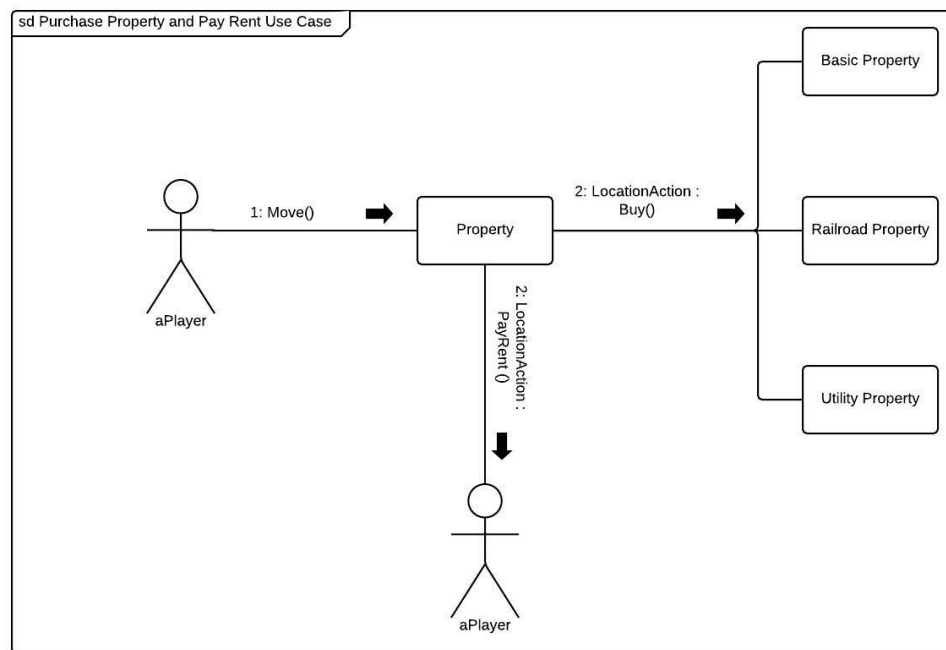 sd Purchase Property and Pay Rent Use Case
Basic Property
2: LocationAction :
Buy()
1: Move()
Property
Railroad Property
2: LocationAction :
PayRent ()
aPlayer
Utility Property
aPlayer